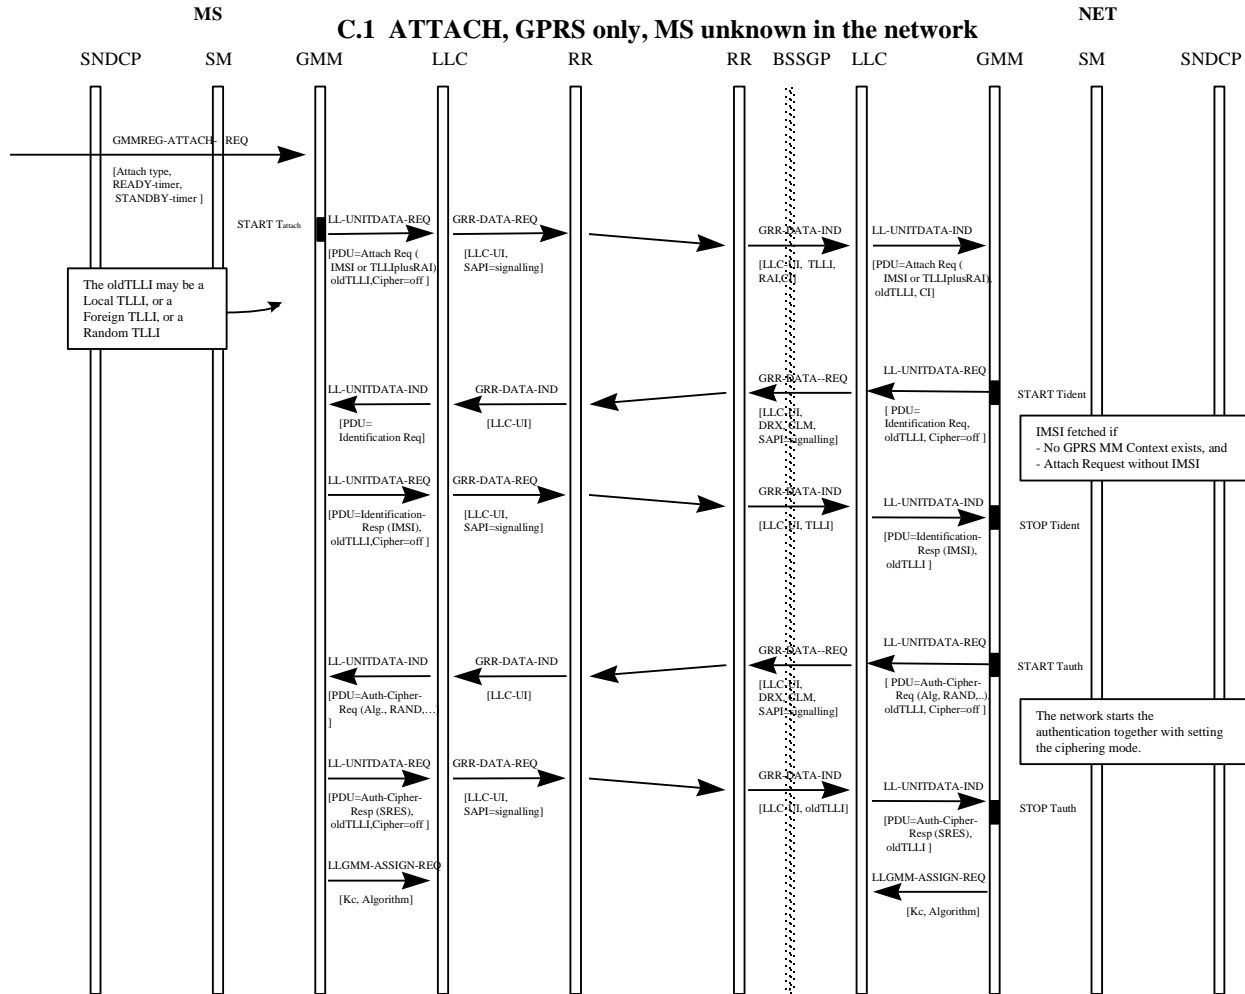 MS
NET
C.1 ATTACH, GPRS only, MS unknown in the network
SNDCP SM GMM LLC RR RR BSSGP LLC GMM SM SNDCP
GMMREG-ATTACH- REQ
[Attach type,
READY-timer,
STANDBY-timer ]
START Tattach
LL-UNITDATA-REQ
[PDU=Attach Req (
IMSI or TLLIplusRAI)
oldTLLI,Cipher=off ]
GRR-DATA-REQ
[LLC-UI,
SAPI=signalling]
GRR-DATA-IND
[LLC-UI, TLLI,
RAI,CI]
LL-UNITDATA-IND
[PDU=Attach Req (
IMSI or TLLIplusRAI),
oldTLLI, CI]
The oldTLLI may be a
Local TLLI, or a
Foreign TLLI, or a
Random TLLI
LL-UNITDATA-IND
[PDU=
Identification Req]
GRR-DATA-IND
[LLC-UI]
GRR-DATA--REQ
[LLC-UI,
DRX, CLM,
SAPI=signalling]
LL-UNITDATA-REQ
[ PDU=
Identification Req,
oldTLLI, Cipher=off ]
START Tident
IMSI fetched if
- No GPRS MM Context exists, and
- Attach Request without IMSI
LL-UNITDATA-REQ
[PDU=Identification-
Resp (IMSI),
oldTLLI,Cipher=off ]
GRR-DATA-REQ
[LLC-UI,
SAPI=signalling]
GRR-DATA-IND
[LLC-UI, TLLI]
LL-UNITDATA-IND
[PDU=Identification-
Resp (IMSI),
oldTLLI ]
STOP Tident
LL-UNITDATA-IND
[PDU=Auth-Cipher-
Req (Alg., RAND,…)
]
GRR-DATA-IND
[LLC-UI]
GRR-DATA--REQ
[LLC-UI,
DRX, CLM,
SAPI=signalling]
LL-UNITDATA-REQ
[ PDU=Auth-Cipher-
Req (Alg, RAND,..),
oldTLLI, Cipher=off ]
START Tauth
The network starts the
authentication together with setting
the ciphering mode.
LL-UNITDATA-REQ
[PDU=Auth-Cipher-
Resp (SRES),
oldTLLI,Cipher=off ]
GRR-DATA-REQ
[LLC-UI,
SAPI=signalling]
GRR-DATA-IND
[LLC-UI, oldTLLI]
LL-UNITDATA-IND
[PDU=Auth-Cipher-
Resp (SRES),
oldTLLI ]
STOP Tauth
LLGMM-ASSIGN-REQ
[Kc, Algorithm]
LLGMM-ASSIGN-REQ
[Kc, Algorithm]